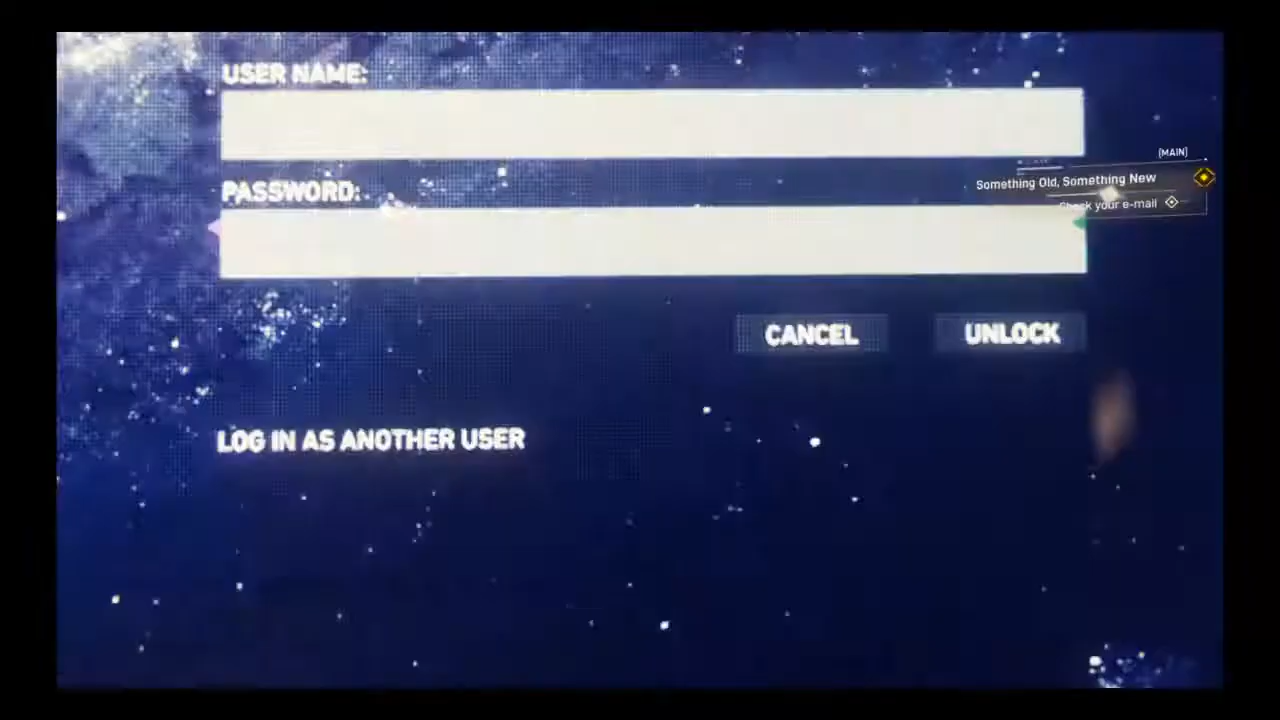 USER NAME:
(MAIN)
Something Old, Something New
PASSWORD:
Check your e-mail
CANCEL
UNLOCK
LOG IN AS ANOTHER USER